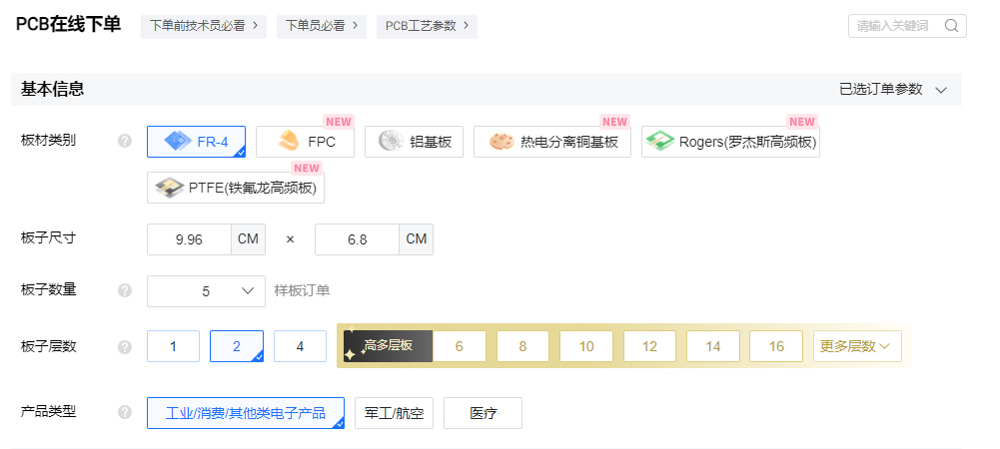 PCB在线下单 下单前技术员必看 > 下单员必看 > PCB工艺参数 > 请输入关键词
基本信息 已选订单参数
NEW NEW NEW
板材类别 ? FR-4 FPC 铝基板 热电分离铜基板 Rogers(罗杰斯高频板)
NEW
PTFE(铁氟龙高频板)
板子尺寸 9.96 CM × 6.8 CM
板子数量 ? 5 样板订单
板子层数 ? 1 2 4 高多层板 6 8 10 12 14 16 更多层数
产品类型 ? 工业/消费/其他类电子产品 军工/航空 医疗